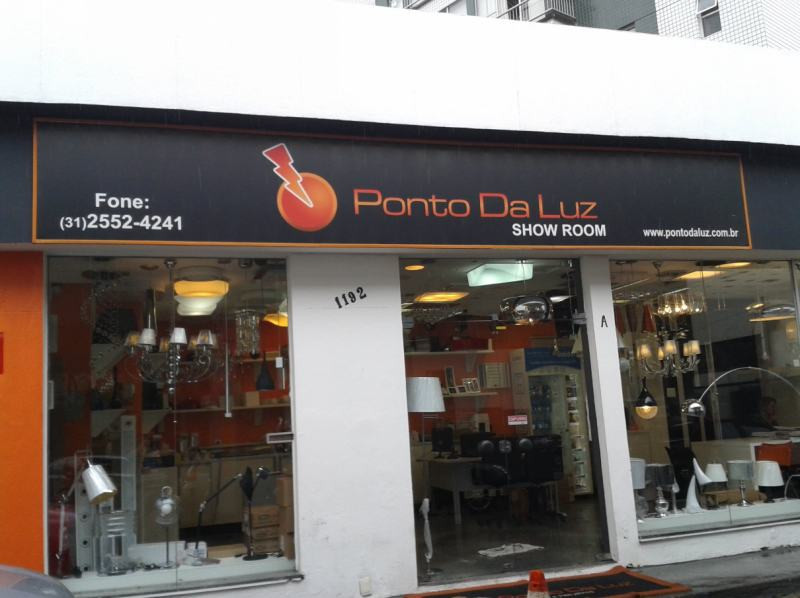 Fone:
(31)2552-4241
Ponto Da Luz
SHOW ROOM
www.pontodaluz.com.br
1192
A